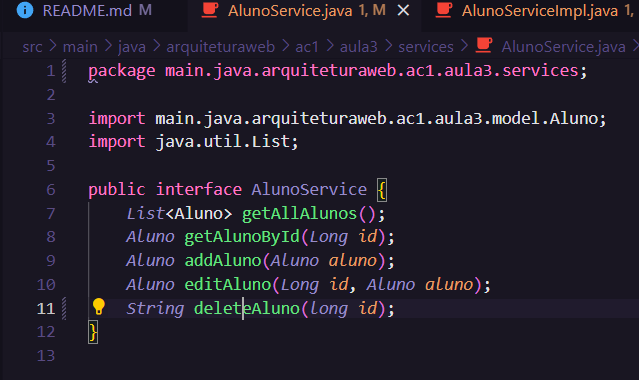 README.md M AlunoService.java 1, M AlunoServiceImpl.java 1,
src > main > java > arquiteturaweb > ac1 > aula3 > services > AlunoService.java >
1 package main.java.arquiteturaweb.ac1.aula3.services;
2
3 import main.java.arquiteturaweb.ac1.aula3.model.Aluno;
4 import java.util.List;
5
6 public interface AlunoService {
7 List<Aluno> getAllAlunos();
8 Aluno getAlunoById(Long id);
9 Aluno addAluno(Aluno aluno);
10 Aluno editAluno(Long id, Aluno aluno);
11 String deleteAluno(long id);
12 }
13